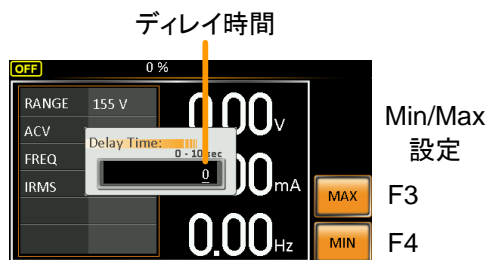 ディレイ時間
OFF 0 %
RANGE 155 V
ACV
FREQ
IRMS
Delay Time:
0 - 10 sec
0
0.00V
0.00mA
0.00Hz
Min/Max
設定
MAX F3
MIN F4